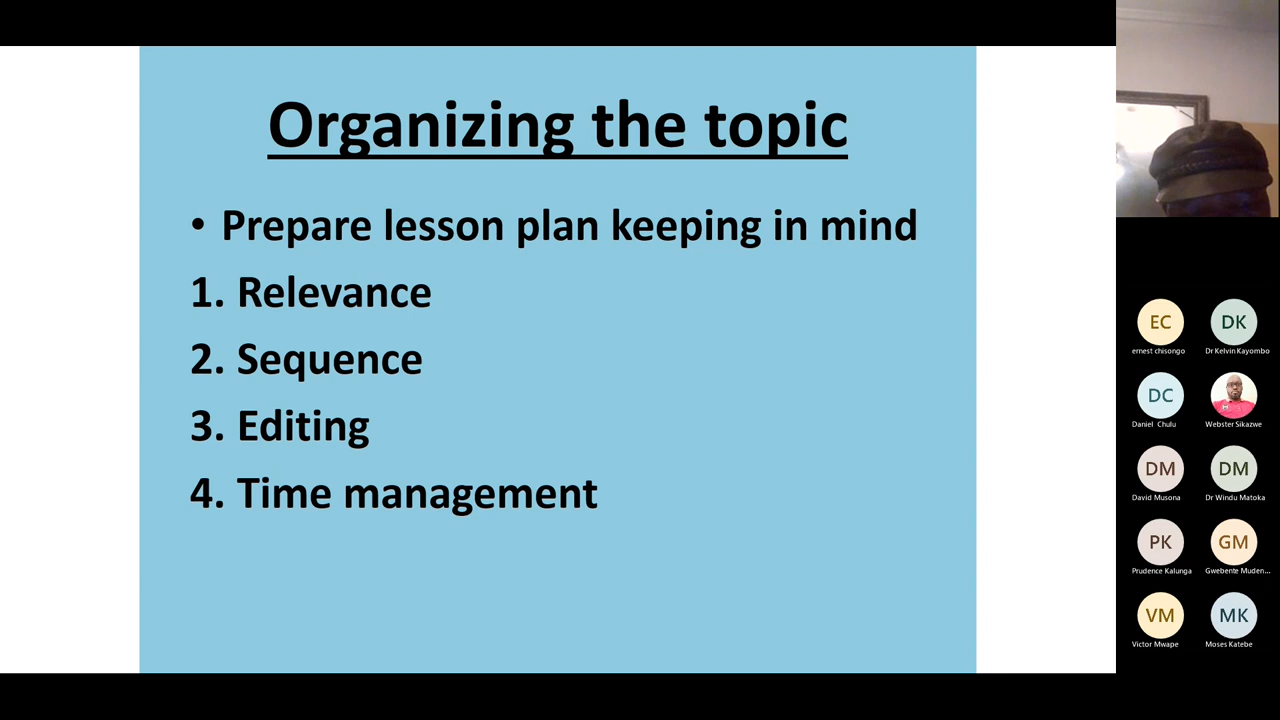 Organizing the topic
• Prepare lesson plan keeping in mind
1. Relevance
2. Sequence
3. Editing
4. Time management
EC
DK
ernest chisongo
Dr Kelvin Kayombo
DC
Daniel Chulu
Webster Sikazwe
DM
DM
David Musona
Dr Windu Matoka
PK
GM
Prudence Kalunga
Gwebente Muden...
VM
MK
Victor Mwape
Moses Katebe